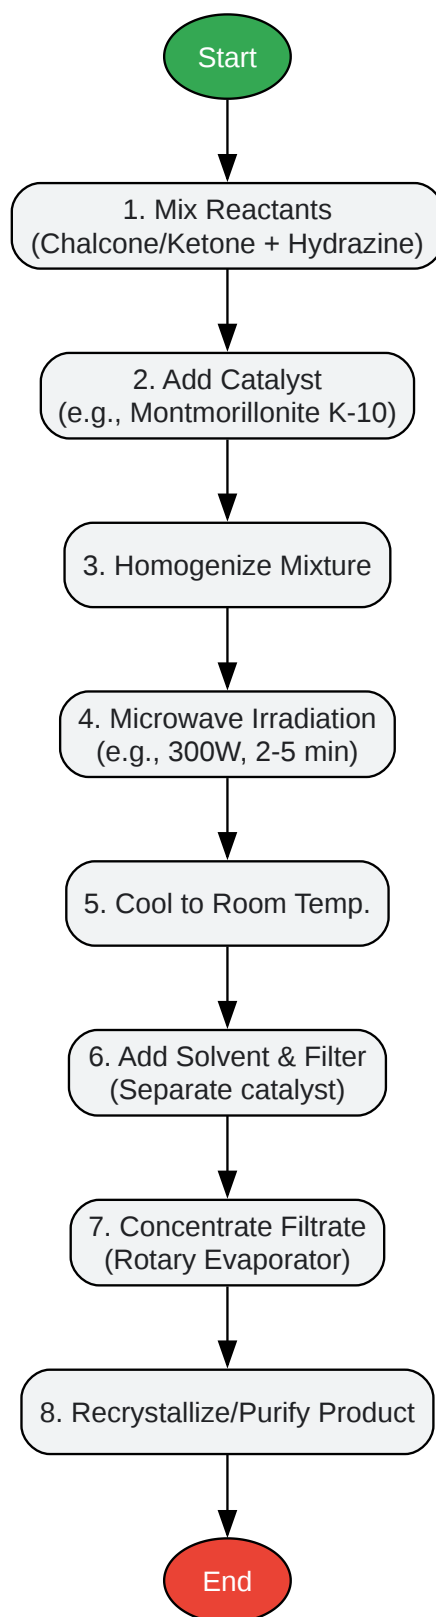 Start
1. Mix Reactants
(Chalcone/Ketone + Hydrazine)
2. Add Catalyst
(e.g., Montmorillonite K-10)
3. Homogenize Mixture
4. Microwave Irradiation
(e.g., 300W, 2-5 min)
5. Cool to Room Temp.
6. Add Solvent & Filter
(Separate catalyst)
7. Concentrate Filtrate
(Rotary Evaporator)
8. Recrystallize/Purify Product
End